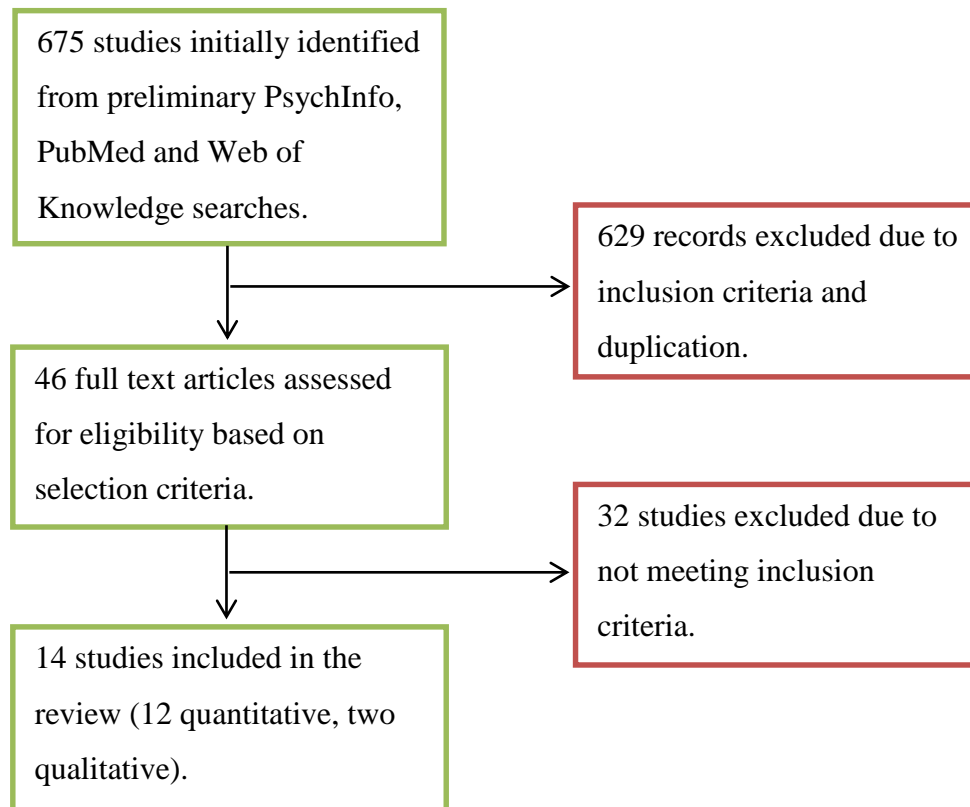 675 studies initially identified
from preliminary PsychInfo,
PubMed and Web of
Knowledge searches.
629 records excluded due to
inclusion criteria and
duplication.
46 full text articles assessed
for eligibility based on
selection criteria.
32 studies excluded due to
not meeting inclusion
criteria.
14 studies included in the
review (12 quantitative, two
qualitative).